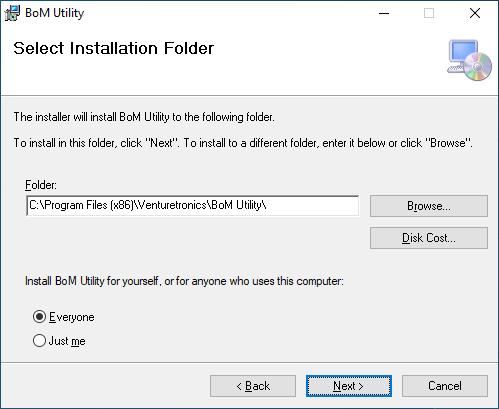 BoM Utility
Select Installation Folder
The installer will install BoM Utility to the following folder.
To install in this folder, click "Next". To install to a different folder, enter it below or click "Browse".
Folder:
C:\Program Files (x86)\Venturetronics\BoM Utility\
Browse...
Disk Cost...
Install BoM Utility for yourself, or for anyone who uses this computer:
Everyone
Just me
< Back
Next >
Cancel